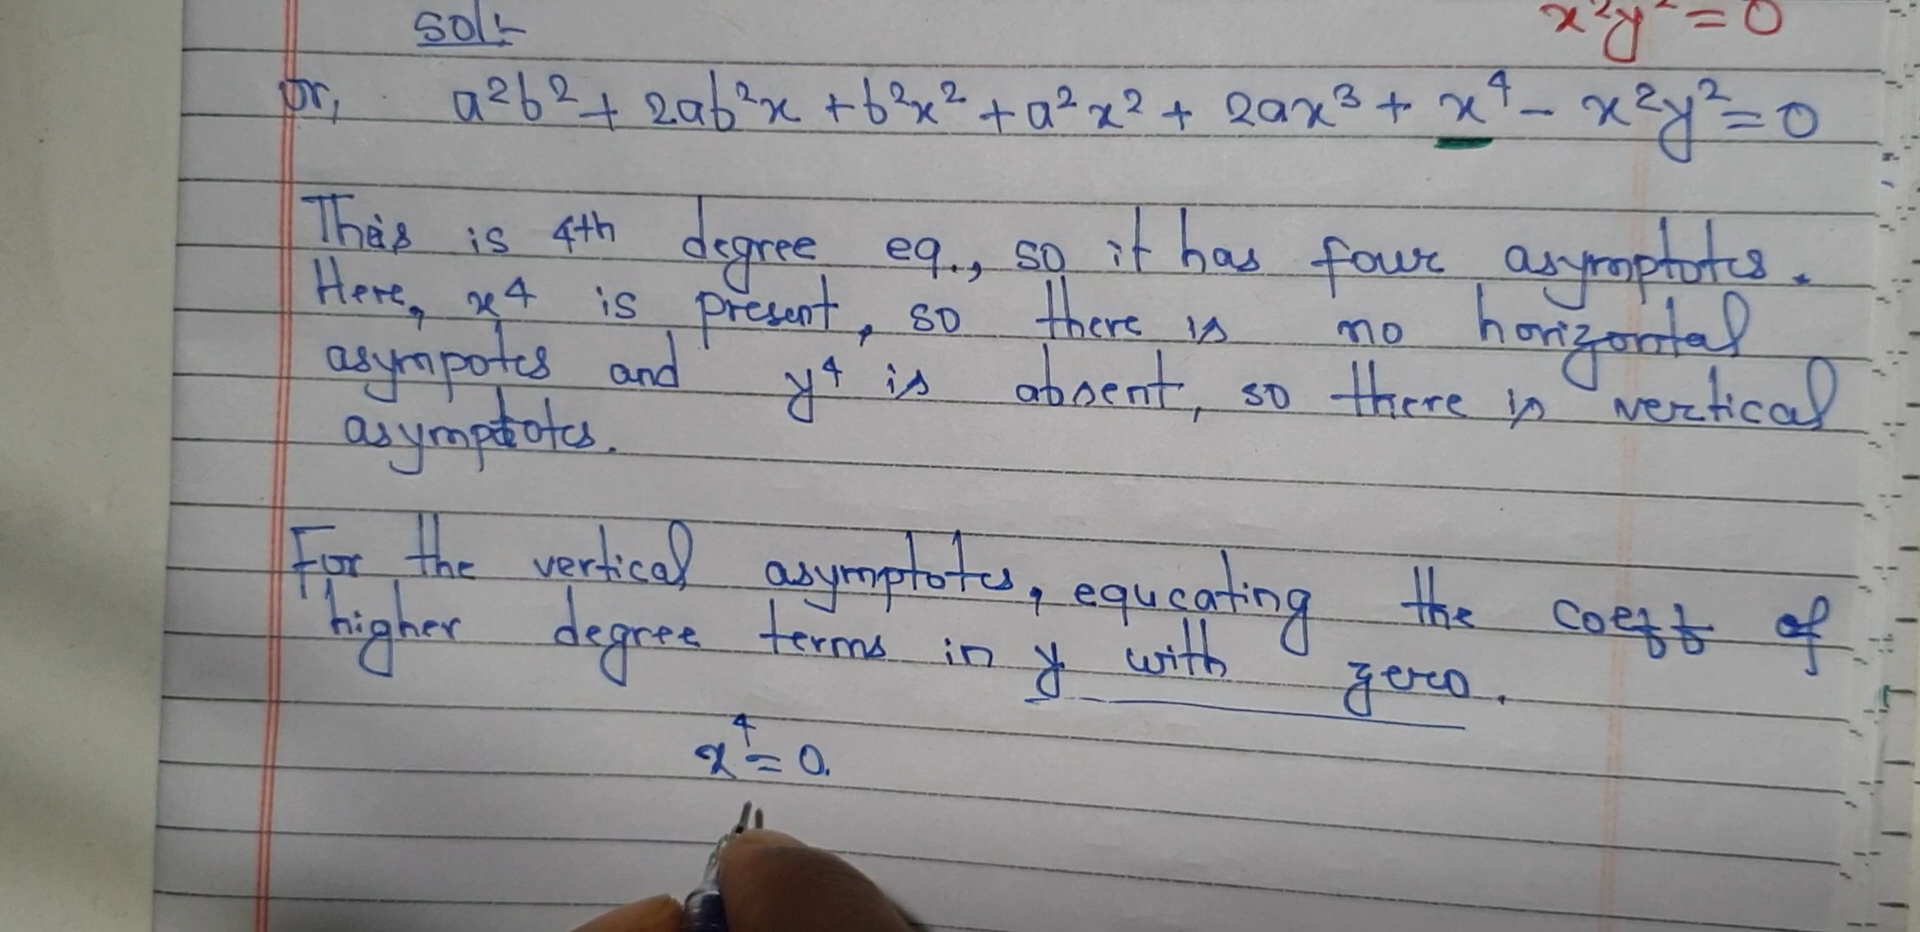 x²y² = 0
Sol:-
or, a²b² + 2ab²x + b²x² + a²x² + 2ax³ + x⁴ - x²y² = 0
This is 4th degree eq., so it has four asymptotes.
Here, x⁴ is present, so there is no horizontal
asympotes and y⁴ is absent, so there is vertical
asymptotes.
For the vertical asymptotes, equcating the coeff of
higher degree terms in y with zero.
x⁴ = 0.